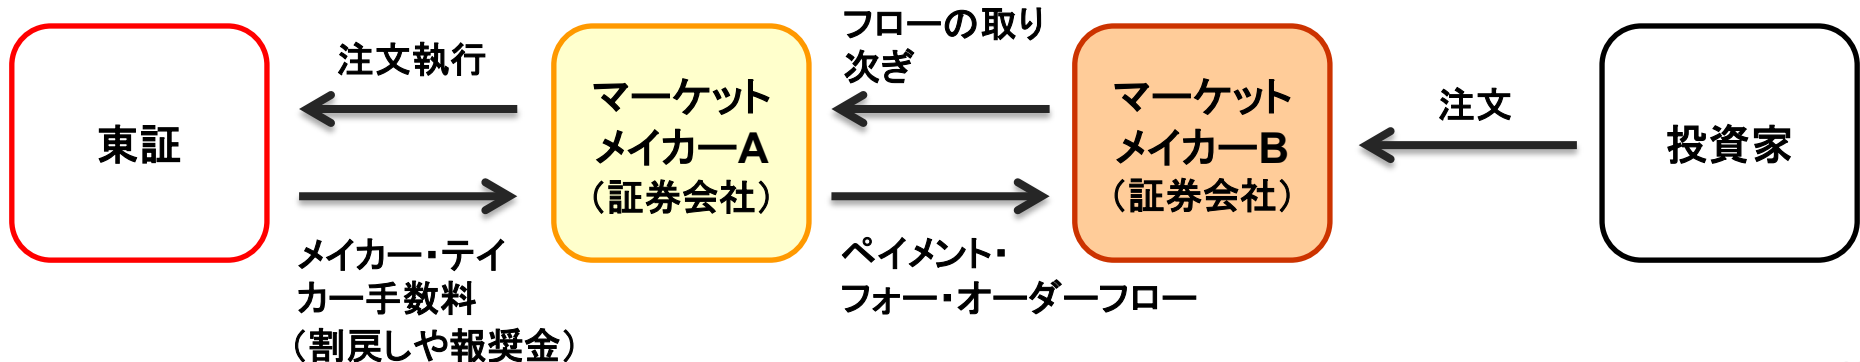 東証
注文執行
メイカー・テイ
カー手数料
（割戻しや報奨金）
マーケット
メイカーA
（証券会社）
フローの取り
次ぎ
ペイメント・
フォー・オーダーフロー
マーケット
メイカーB
（証券会社）
注文
投資家